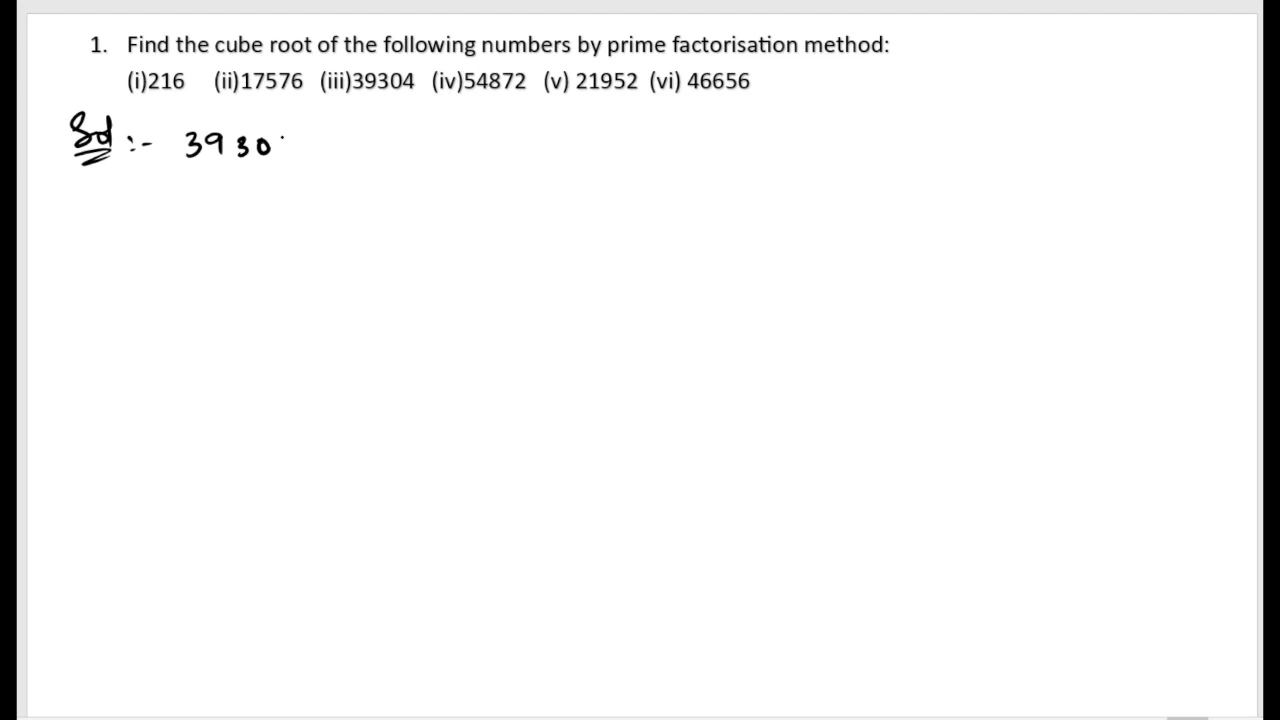 1. Find the cube root of the following numbers by prime factorisation method:
(i)216 (ii)17576 (iii)39304 (iv)54872 (v) 21952 (vi) 46656
Sol :- 3930